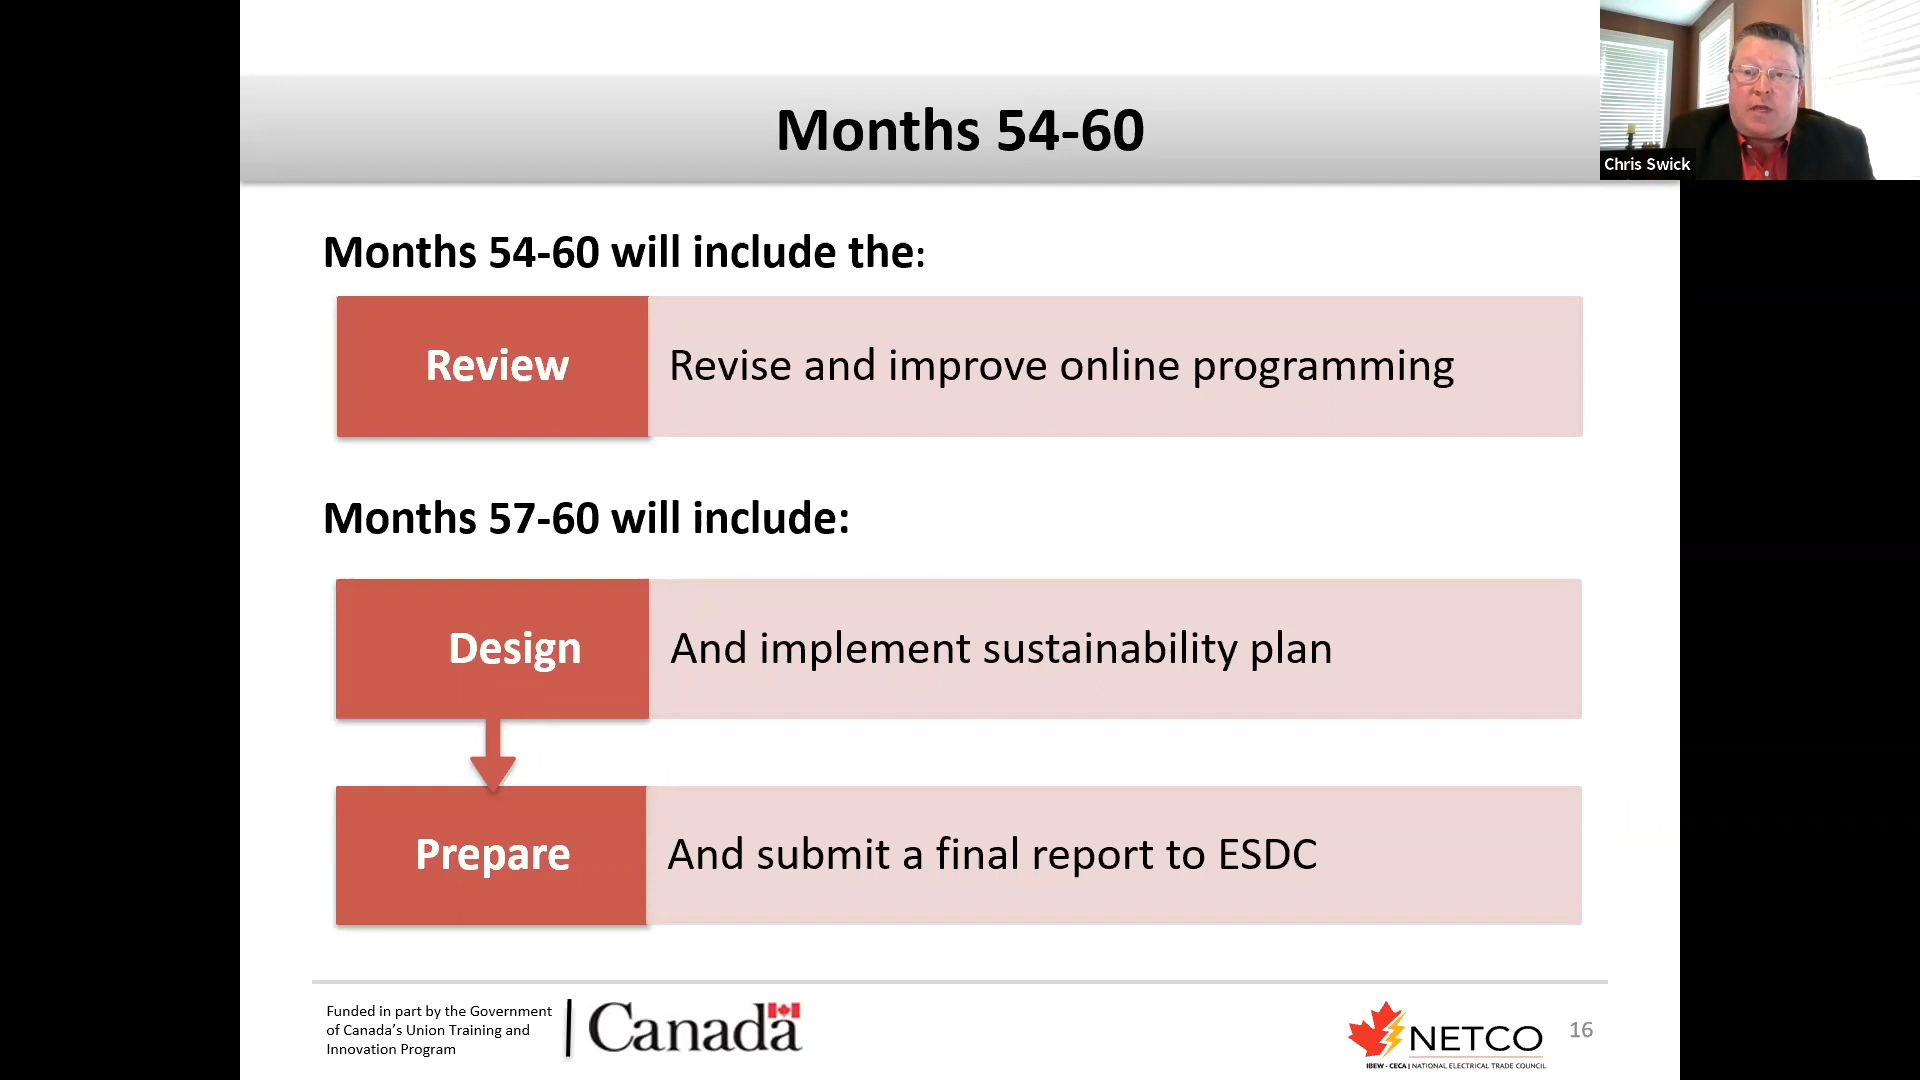 Months 54-60
Chris Swick
Months 54-60 will include the:
Review
Revise and improve online programming
Months 57-60 will include:
Design
And implement sustainability plan
Prepare
And submit a final report to ESDC
Funded in part by the Government
of Canada's Union Training and
Innovation Program
Canada
NETCO
IBEW - CECA | NATIONAL ELECTRICAL TRADE COUNCIL
16